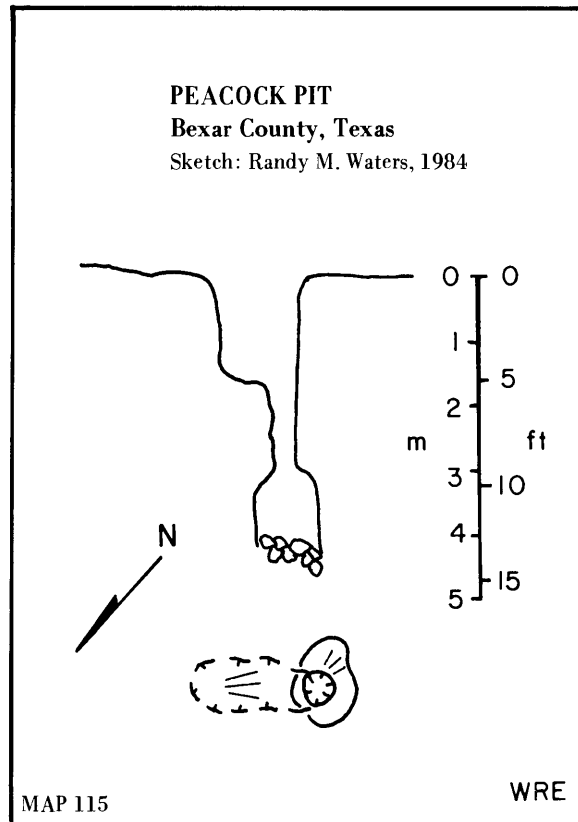 PEACOCK PIT
Bexar County, Texas
Sketch: Randy M. Waters, 1984
0 0
1
5
2
m ft
3
10
4
15
5
N
MAP 115
WRE